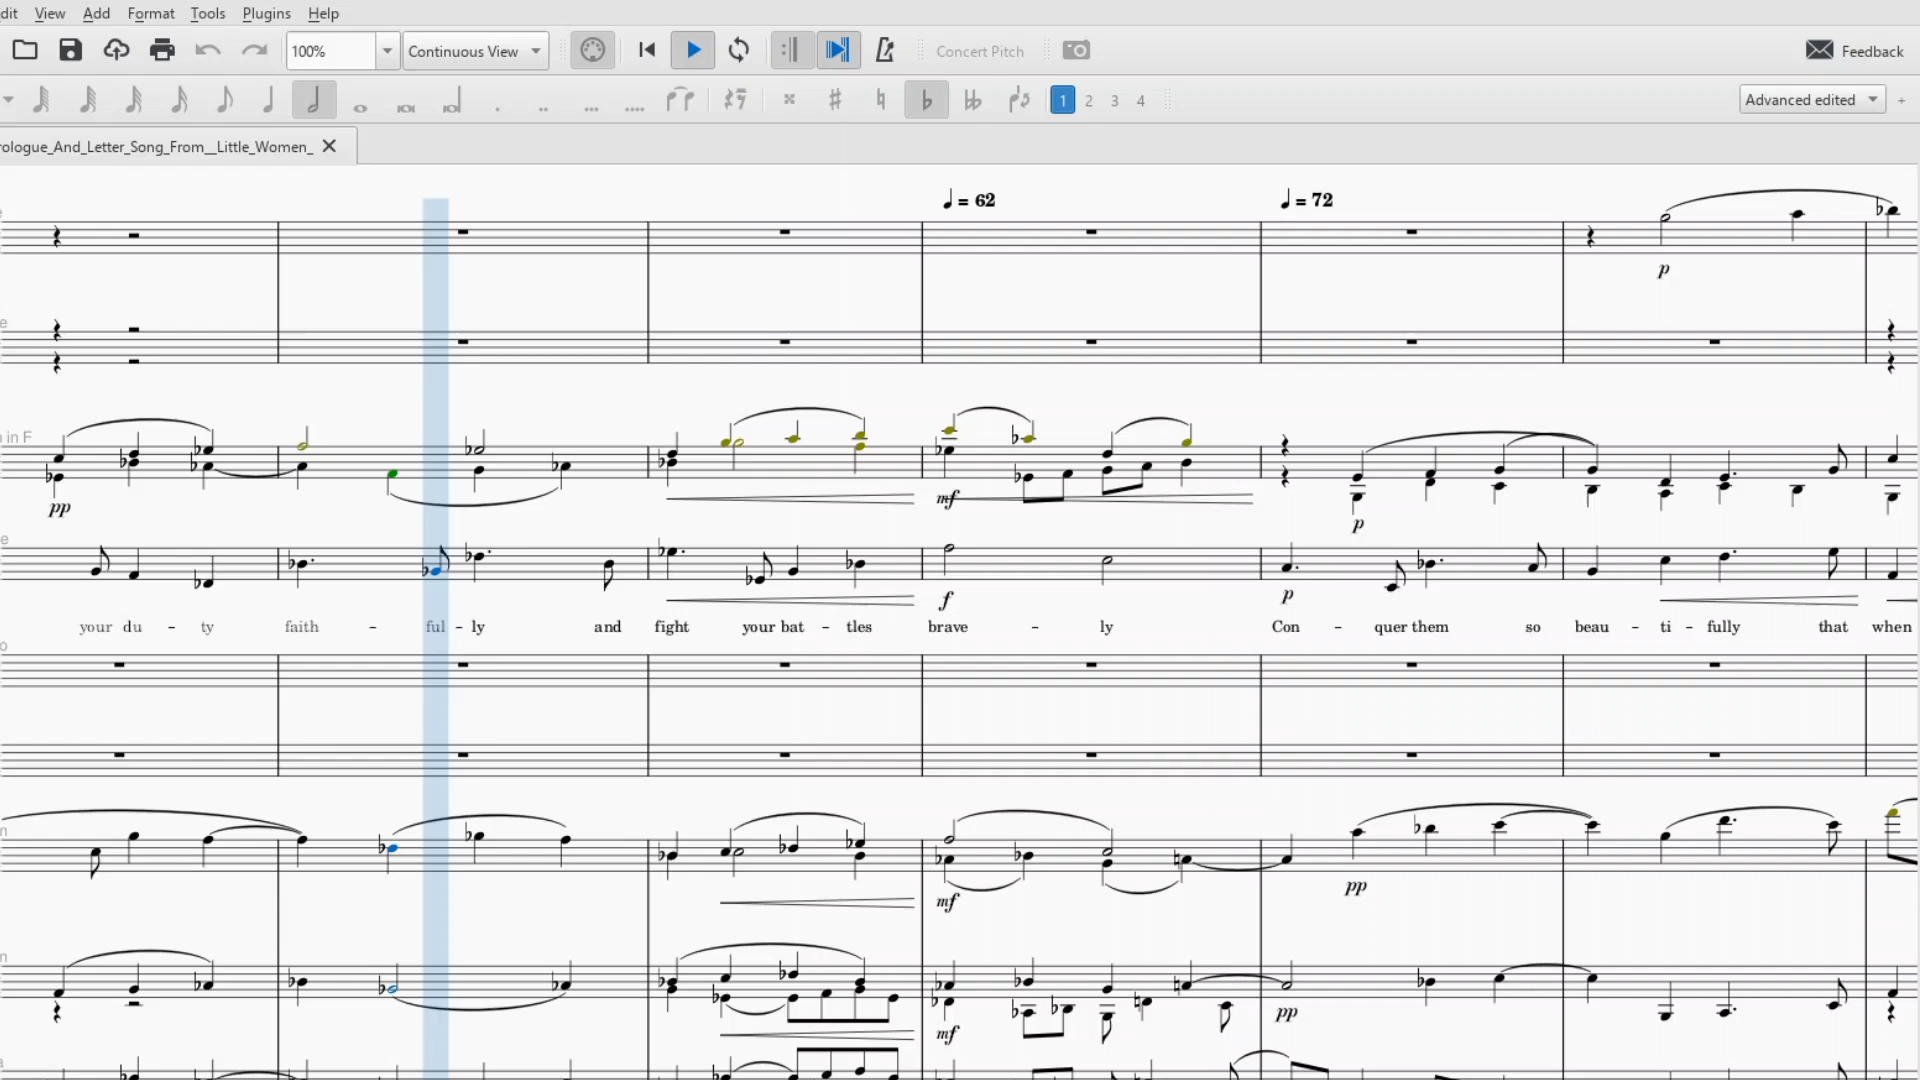 dit View Add Format Tools Plugins Help
100% Continuous View Concert Pitch Feedback
1 2 3 4 Advanced edited +
rologue_And_Letter_Song_From__Little_Women_
= 62 = 72
p
in F
pp mf p
f p
your du - ty faith - ful - ly and fight your bat - tles brave - ly Con - quer them so beau - ti - fully that when
pp
mf
pp
mf